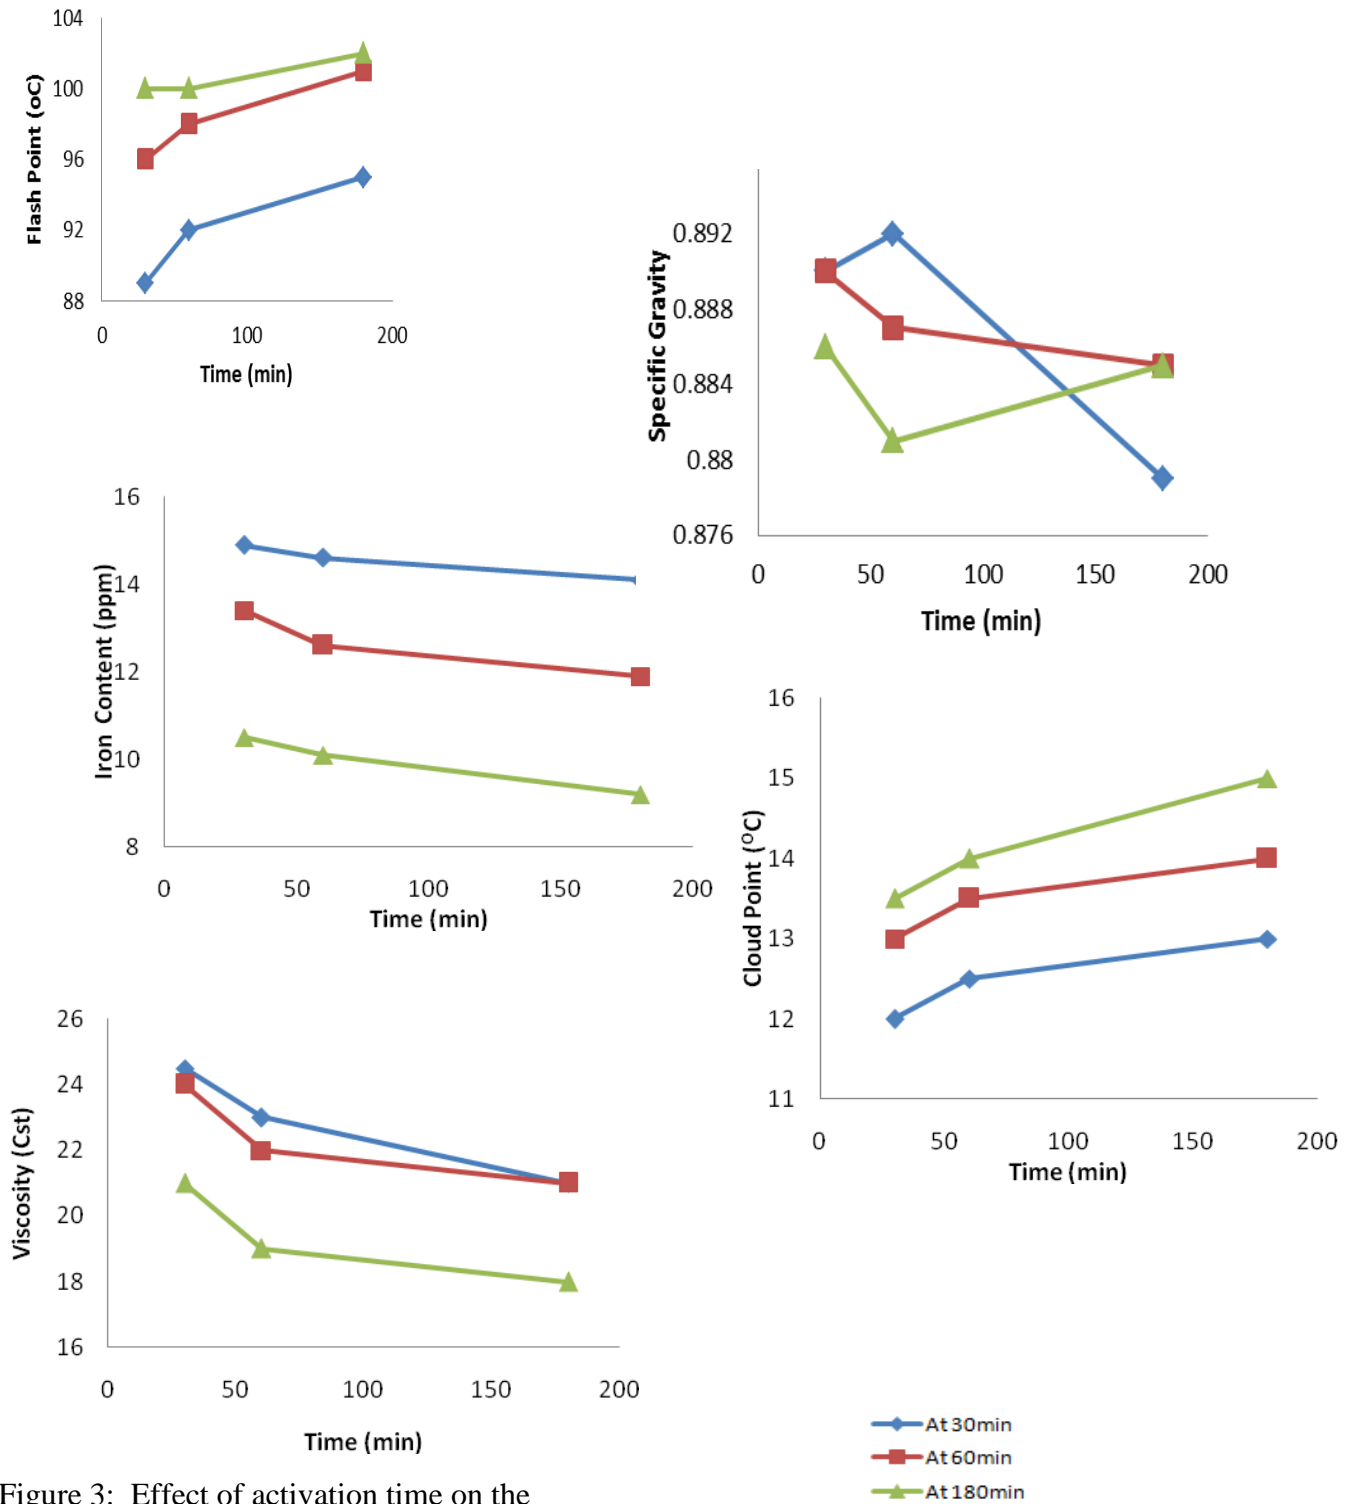 104
100
96
92
88
Flash Point (oC)
0 100 200
Time (min)
0.892
0.888
0.884
0.88
0.876
Specific Gravity
0 50 100 150 200
Time (min)
16
14
12
10
8
Iron Content (ppm)
0 50 100 150 200
Time (min)
16
15
14
13
12
11
Cloud Point (ᴼC)
0 50 100 150 200
Time (min)
26
24
22
20
18
16
Viscosity (Cst)
0 50 100 150 200
Time (min)
At 30min
At 60min
At 180min
Figure 3: Effect of activation time on the